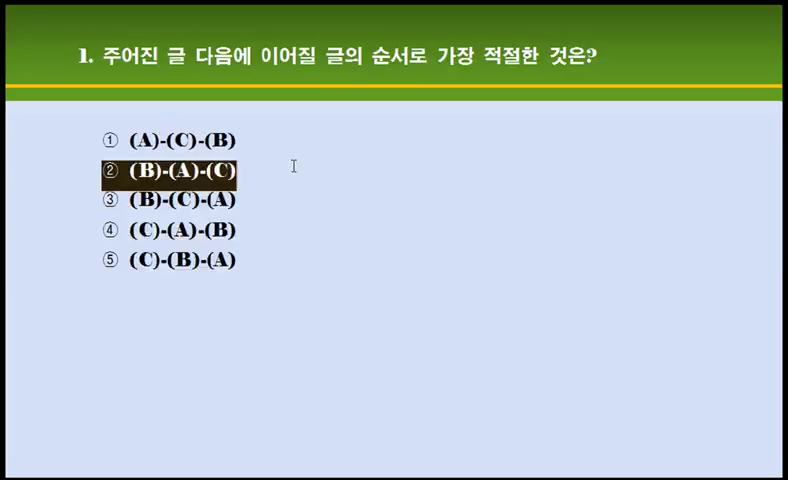 1. 주어진 글 다음에 이어질 글의 순서로 가장 적절한 것은?
① (A)-(C)-(B)
② (B)-(A)-(C)
③ (B)-(C)-(A)
④ (C)-(A)-(B)
⑤ (C)-(B)-(A)